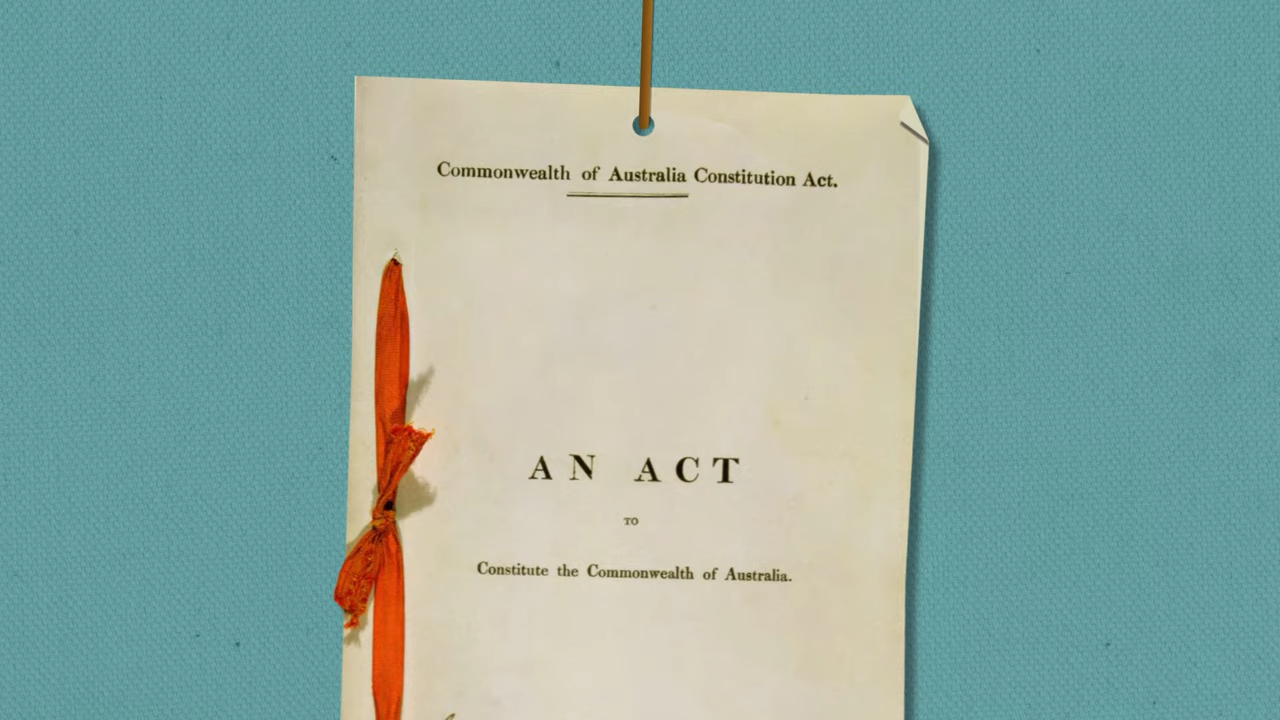 Commonwealth of Australia Constitution Act.
AN ACT
TO
Constitute the Commonwealth of Australia.